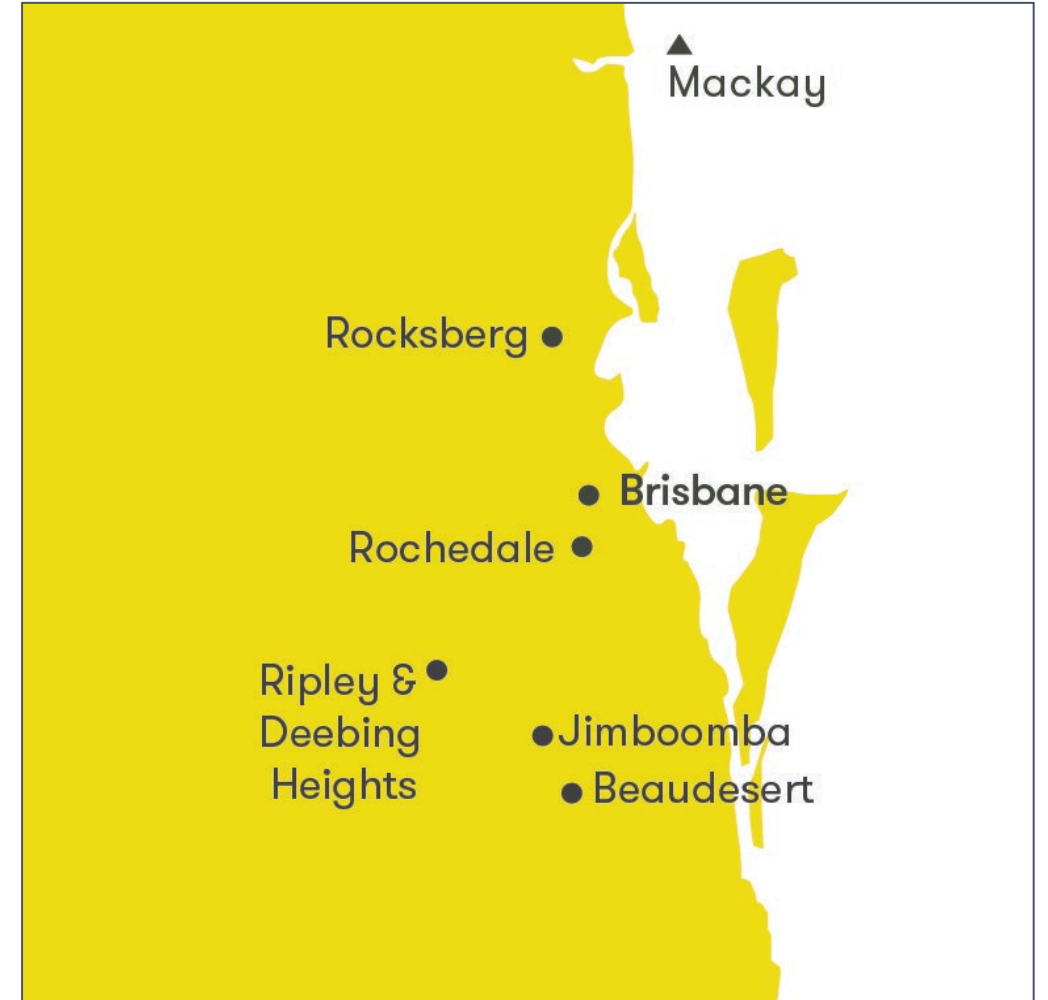 Mackay
Rocksberg
Brisbane
Rochedale
Ripley &
Deebing
Heights
Jimboomba
Beaudesert